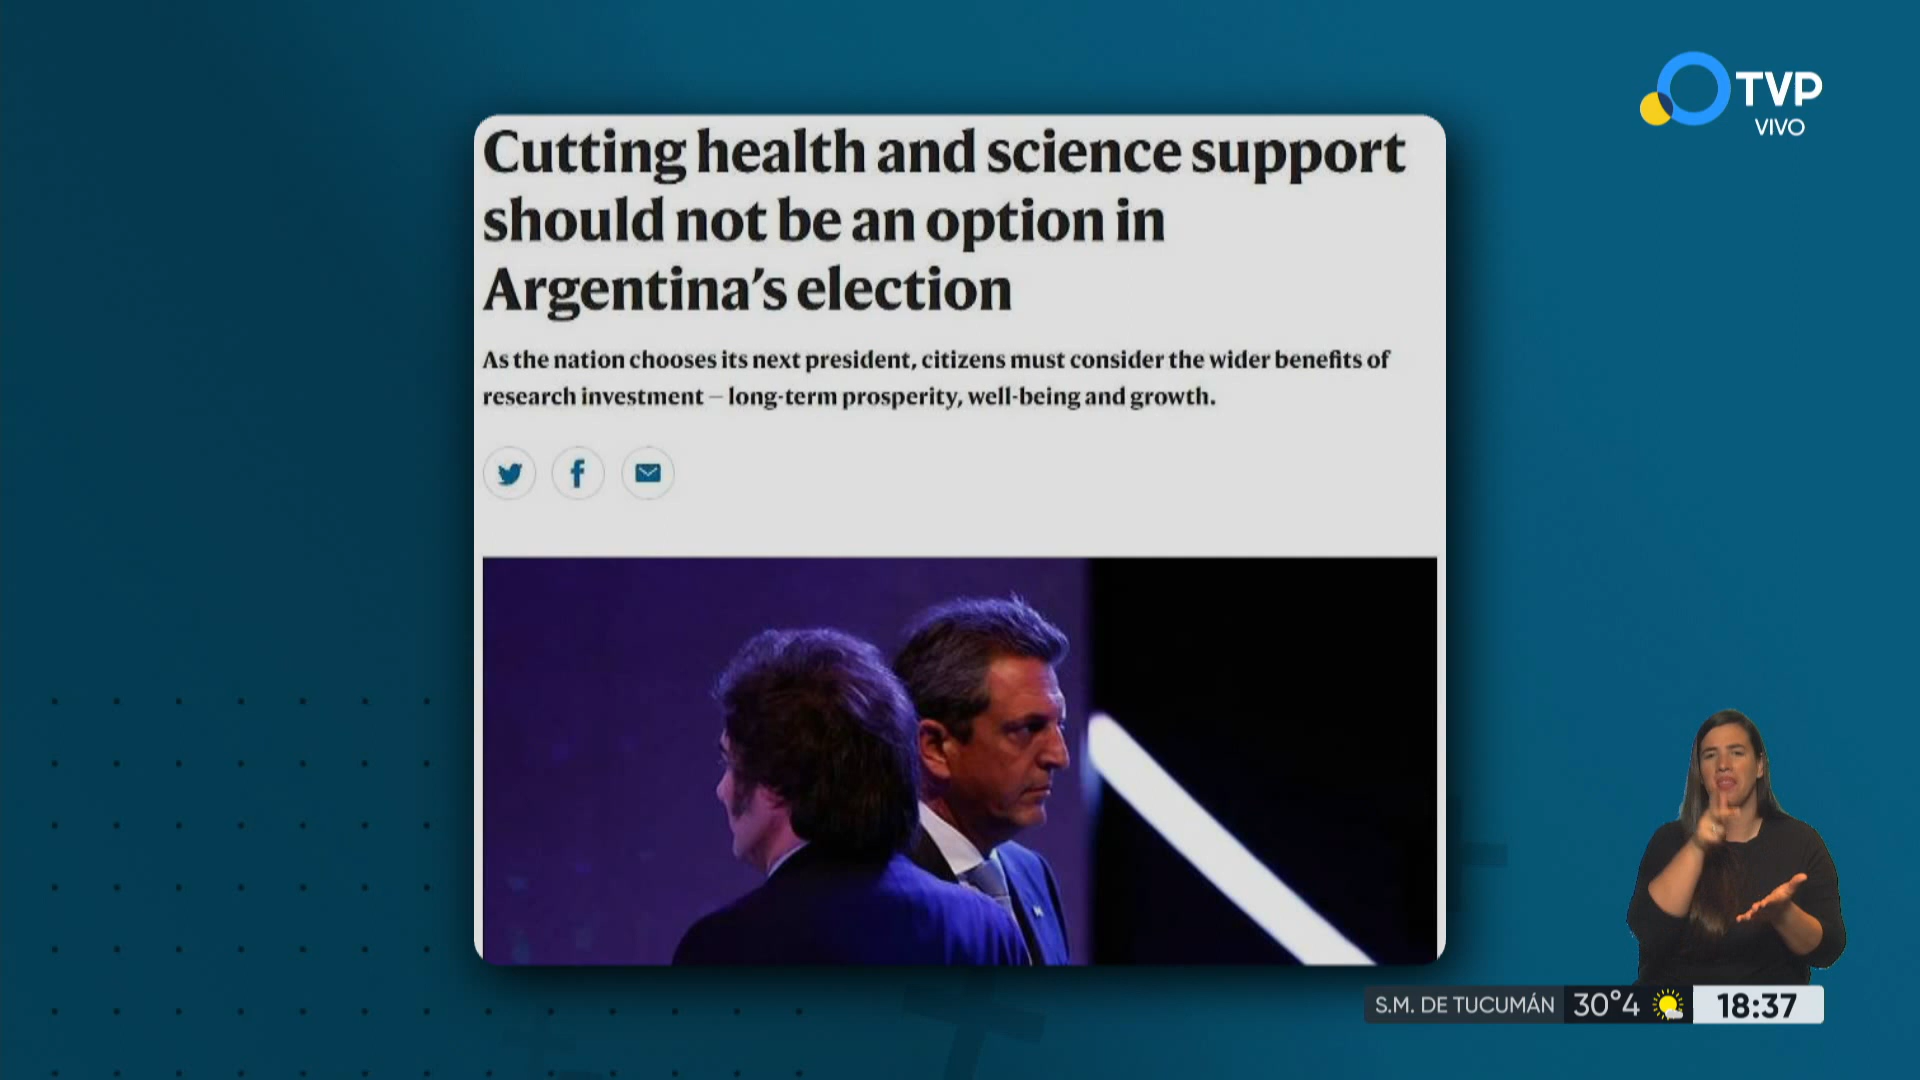 Cutting health and science support
should not be an option in
Argentina's election
As the nation chooses its next president, citizens must consider the wider benefits of
research investment – long-term prosperity, well-being and growth.
TVP
VIVO
S.M. DE TUCUMÁN 30°4 18:37